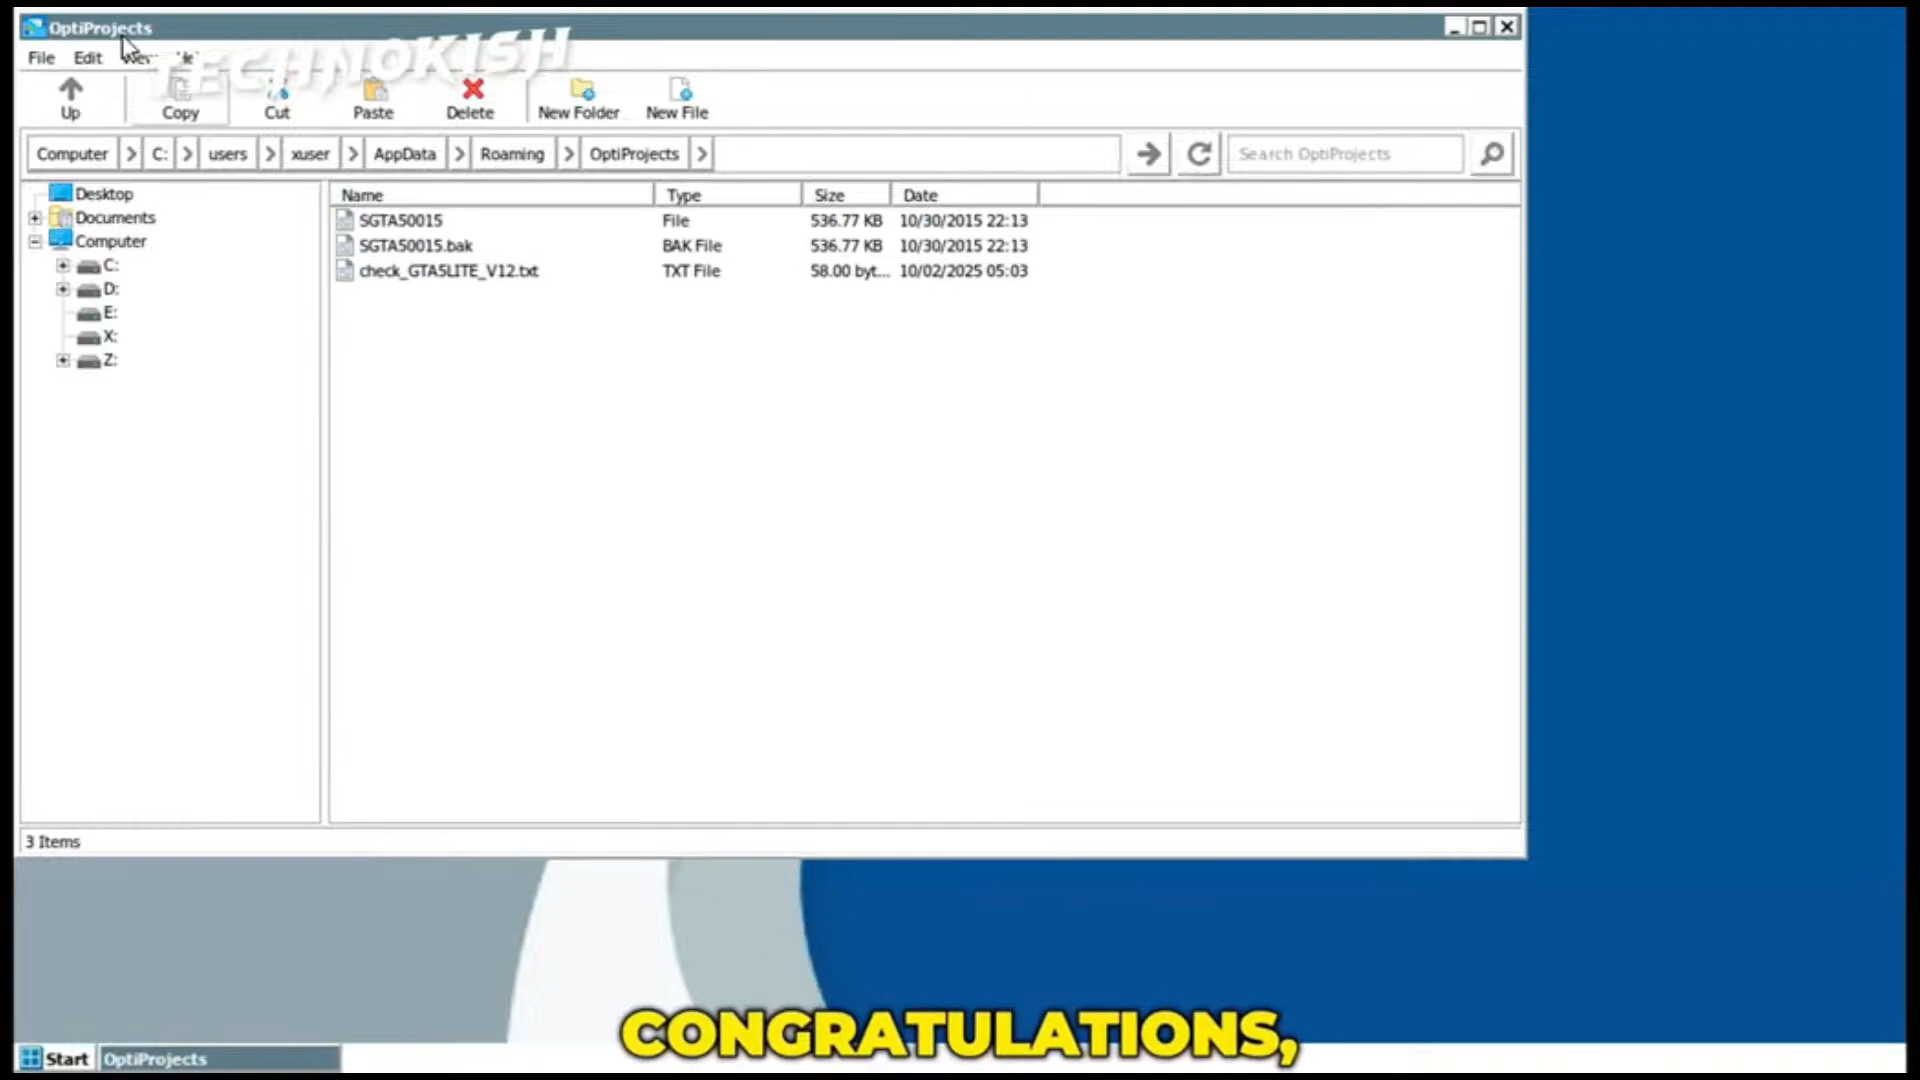 OptiProjects
TECHNOKISH
File Edit View
Up Copy Cut Paste Delete New Folder New File
Computer C: users xuser AppData Roaming OptiProjects Search OptiProjects
Desktop
Documents
Computer
C:
D:
E:
X:
Z:
Name Type Size Date
SGTA50015 File 536.77 KB 10/30/2015 22:13
SGTA50015.bak BAK File 536.77 KB 10/30/2015 22:13
check_GTA5LITE_V12.txt TXT File 58.00 byt... 10/02/2025 05:03
3 Items
CONGRATULATIONS,
Start OptiProjects